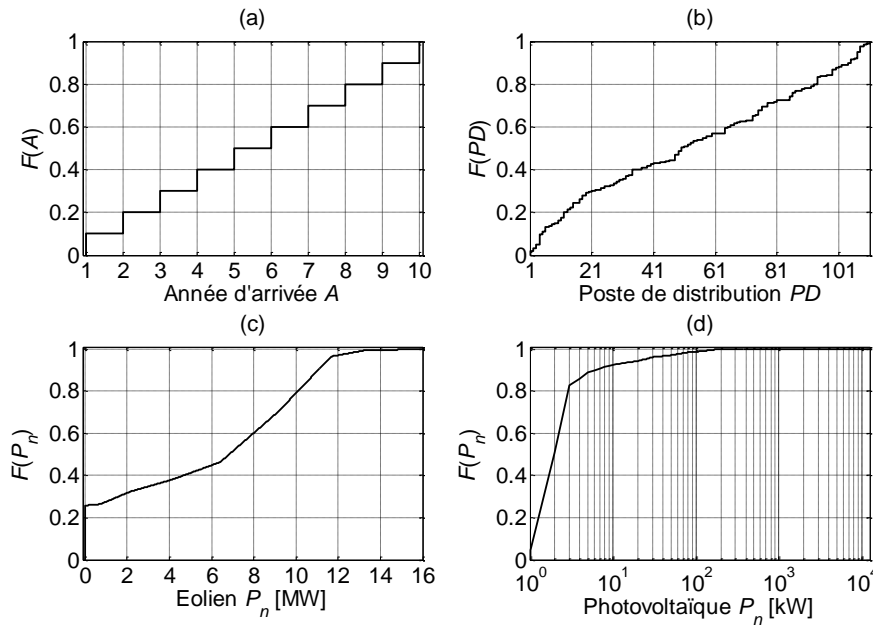 (a)
1
0.8
0.6
0.4
0.2
0
F(A)
1 2 3 4 5 6 7 8 9 10
Année d'arrivée A
(b)
1
0.8
0.6
0.4
0.2
0
F(PD)
1 21 41 61 81 101
Poste de distribution PD
(c)
1
0.8
0.6
0.4
0.2
0
F(Pn)
0 2 4 6 8 10 12 14 16
Eolien Pn [MW]
(d)
1
0.8
0.6
0.4
0.2
0
F(Pn)
10^0 10^1 10^2 10^3 10^4
Photovoltaïque Pn [kW]